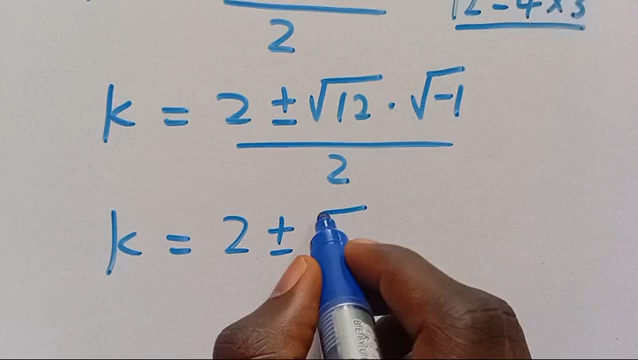 2
12 = 4 × 3
k = 2 ± √12 · √-1
2
k = 2 ± √